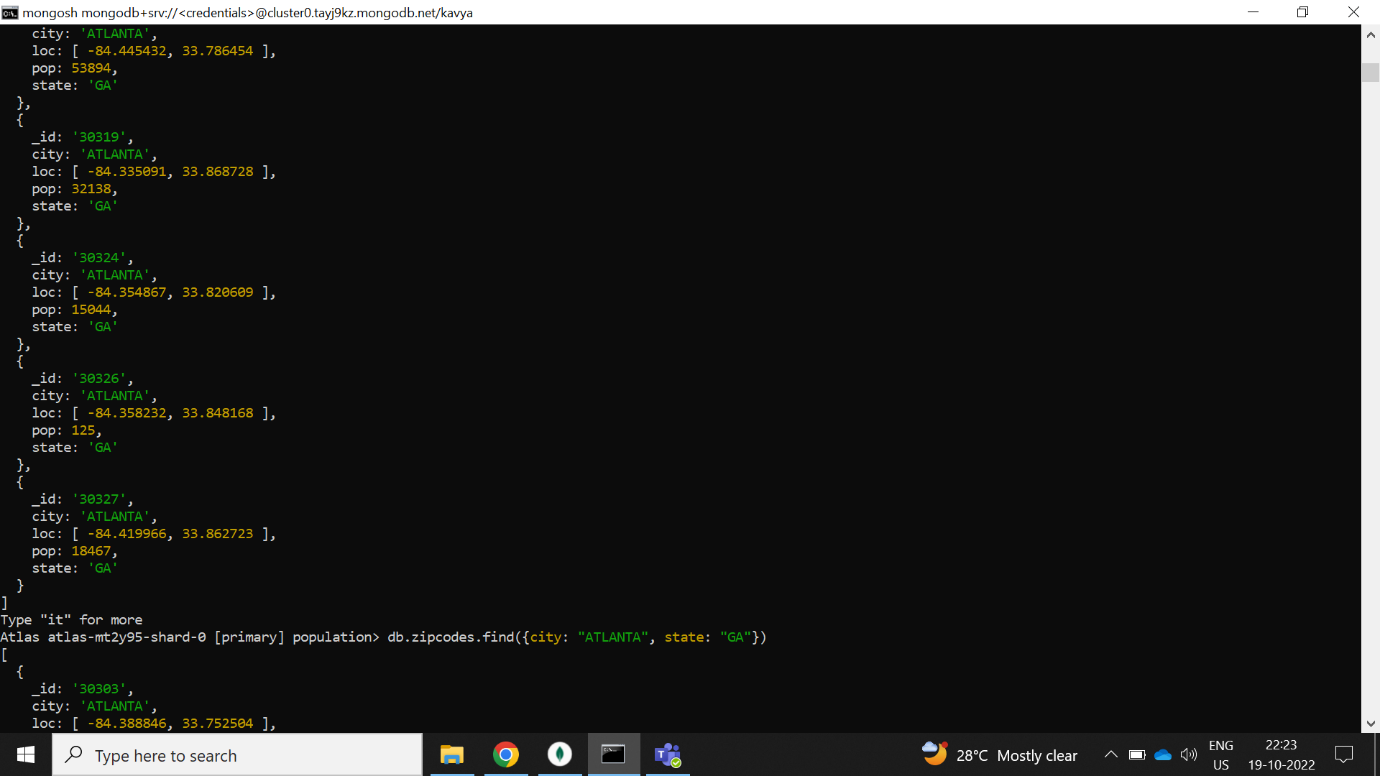 mongosh mongodb+srv://<credentials>@cluster0.tayj9kz.mongodb.net/kavya
city: 'ATLANTA',
loc: [ -84.445432, 33.786454 ],
pop: 53894,
state: 'GA'
},
{
_id: '30319',
city: 'ATLANTA',
loc: [ -84.335091, 33.868728 ],
pop: 32138,
state: 'GA'
},
{
_id: '30324',
city: 'ATLANTA',
loc: [ -84.354867, 33.820609 ],
pop: 15044,
state: 'GA'
},
{
_id: '30326',
city: 'ATLANTA',
loc: [ -84.358232, 33.848168 ],
pop: 125,
state: 'GA'
},
{
_id: '30327',
city: 'ATLANTA',
loc: [ -84.419966, 33.862723 ],
pop: 18467,
state: 'GA'
}
]
Type "it" for more
Atlas atlas-mt2y95-shard-0 [primary] population> db.zipcodes.find({city: "ATLANTA", state: "GA"})
[
{
_id: '30303',
city: 'ATLANTA',
loc: [ -84.388846, 33.752504 ],
Type here to search
28°C Mostly clear
ENG
US
22:23
19-10-2022